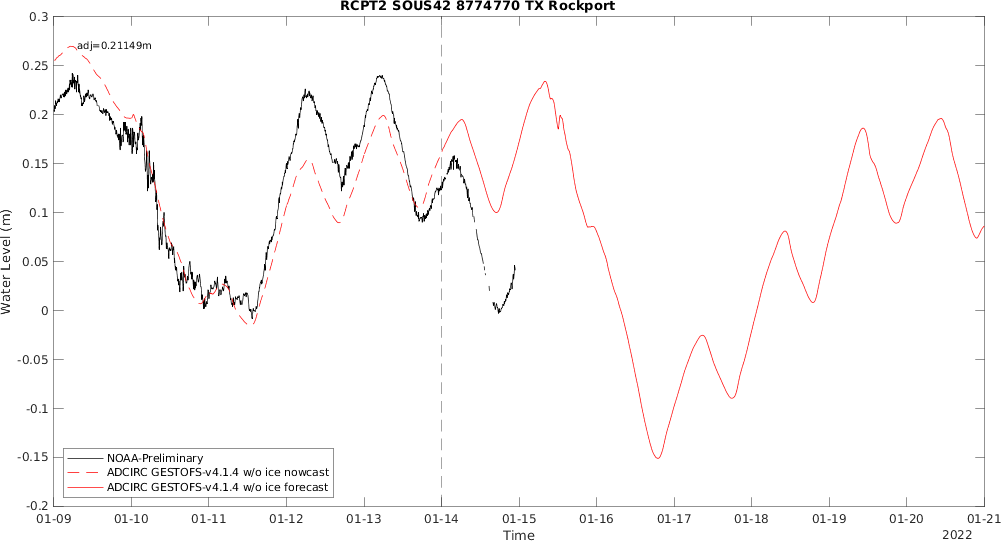 RCPT2 SOUS42 8774770 TX Rockport
adj=0.21149m
0.3
0.25
0.2
0.15
0.1
0.05
0
-0.05
-0.1
-0.15
-0.2
Water Level (m)
NOAA-Preliminary
ADCIRC GESTOFS-v4.1.4 w/o ice nowcast
ADCIRC GESTOFS-v4.1.4 w/o ice forecast
01-09 01-10 01-11 01-12 01-13 01-14 01-15 01-16 01-17 01-18 01-19 01-20 01-21
Time
2022